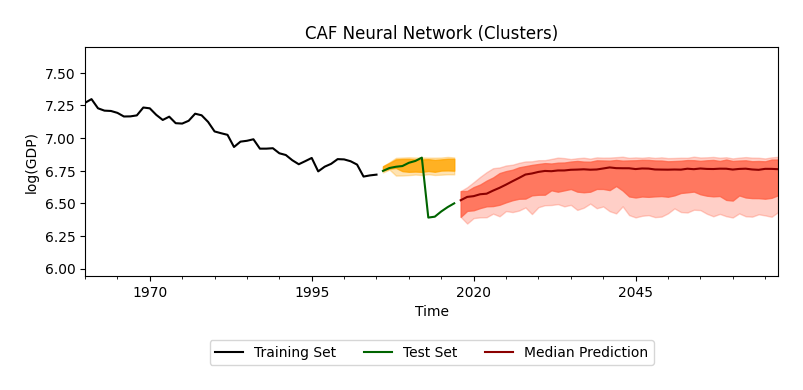 CAF Neural Network (Clusters)
7.50
7.25
7.00
6.75
6.50
6.25
6.00
log(GDP)
1970 1995 2020 2045
Time
Training Set Test Set Median Prediction